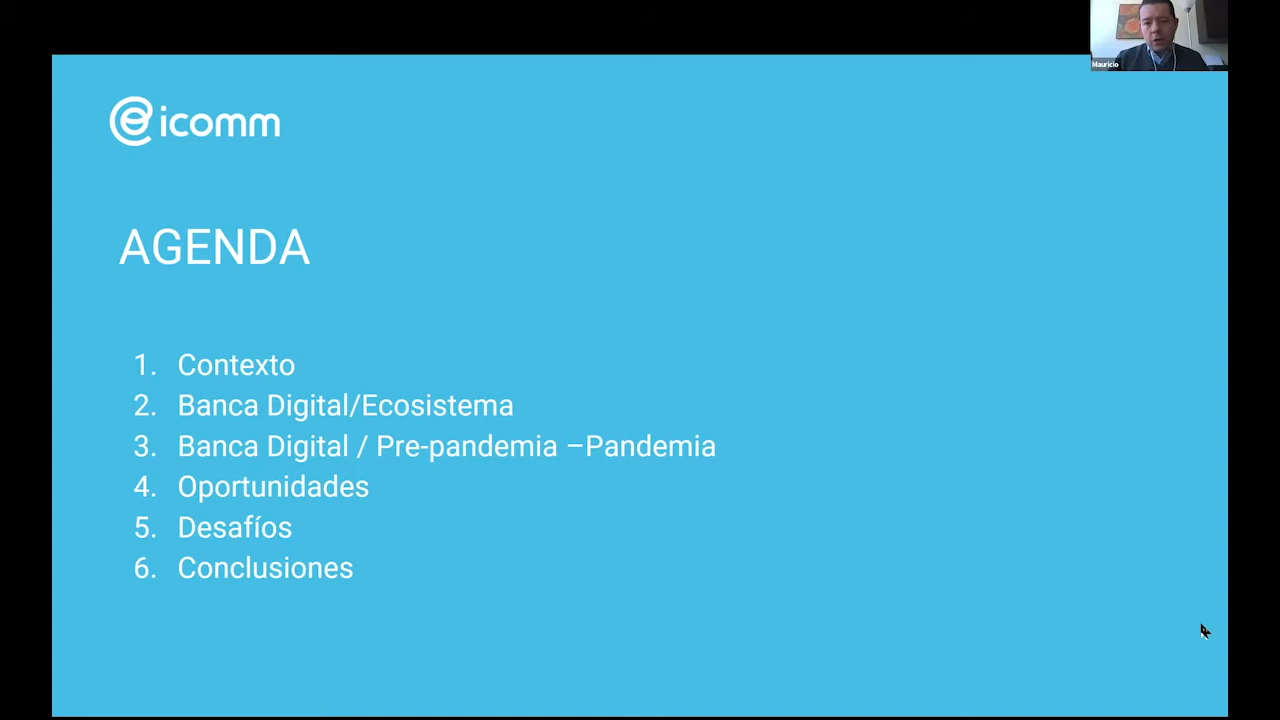 Mauricio
icomm
AGENDA
1. Contexto
2. Banca Digital/Ecosistema
3. Banca Digital / Pre-pandemia –Pandemia
4. Oportunidades
5. Desafíos
6. Conclusiones